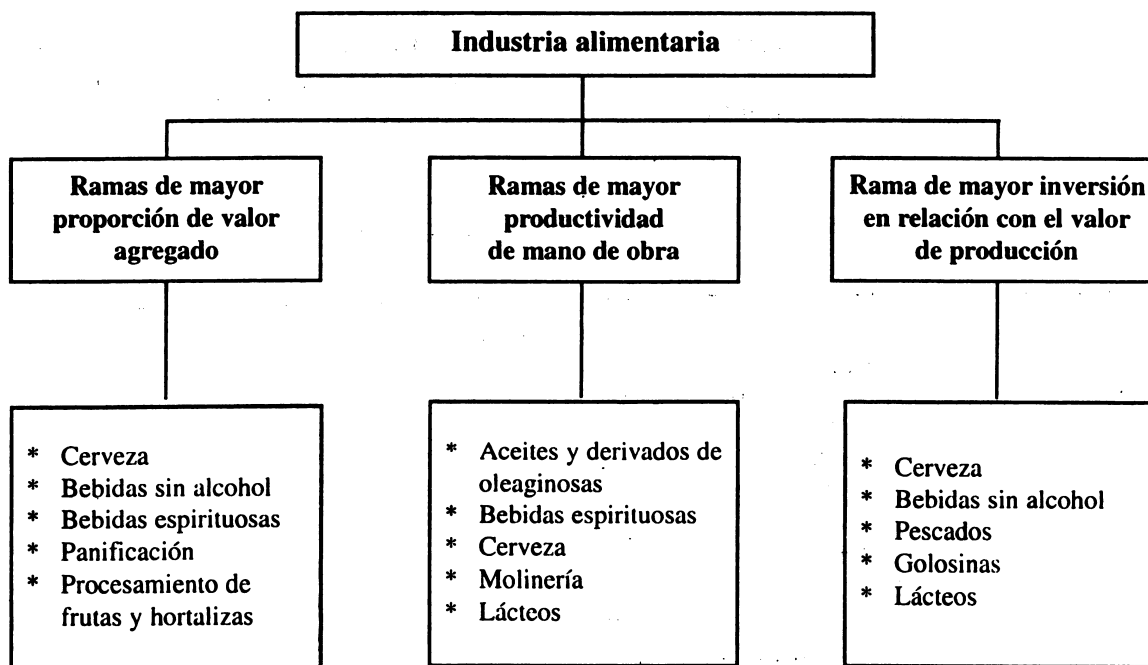 Industria alimentaria
Ramas de mayor
proporción de valor
agregado
Ramas de mayor
productividad
de mano de obra
Rama de mayor inversión
en relación con el valor
de producción
* Cerveza
* Bebidas sin alcohol
* Bebidas espirituosas
* Panificación
* Procesamiento de
frutas y hortalizas
* Aceites y derivados de
oleaginosas
* Bebidas espirituosas
* Cerveza
* Molinería
* Lácteos
* Cerveza
* Bebidas sin alcohol
* Pescados
* Golosinas
* Lácteos